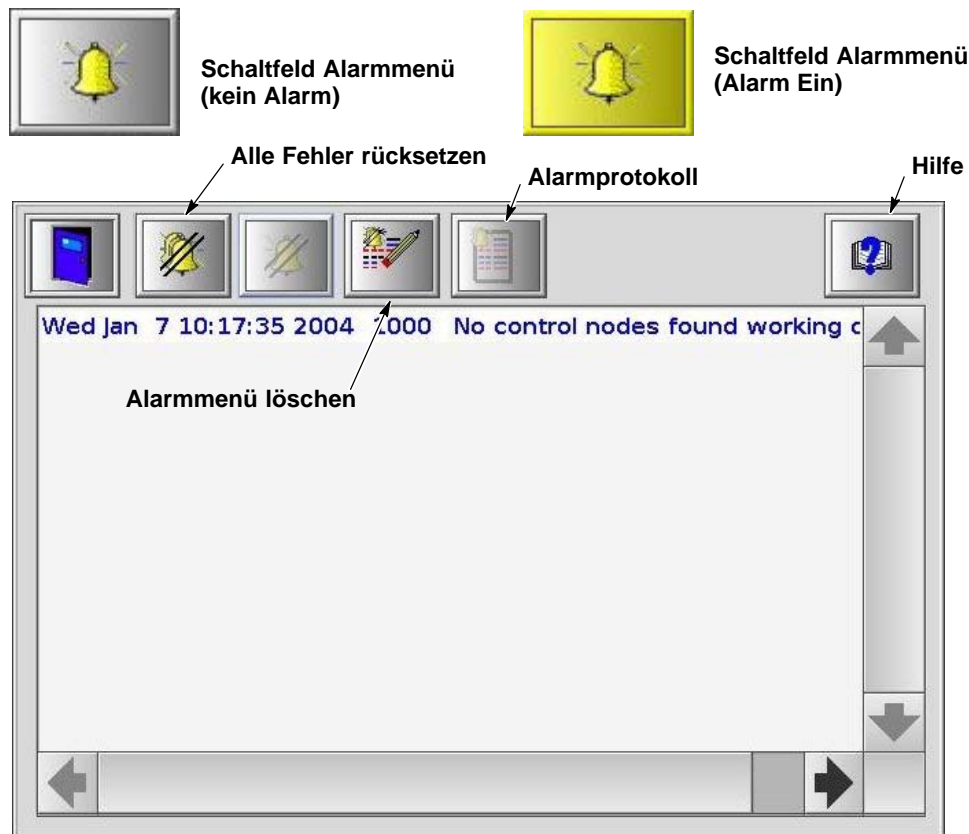 Schaltfeld Alarmmenü
(kein Alarm)
Schaltfeld Alarmmenü
(Alarm Ein)
Alle Fehler rücksetzen
Alarmprotokoll
Hilfe
Wed Jan 7 10:17:35 2004 1000 No control nodes found working c
Alarmmenü löschen